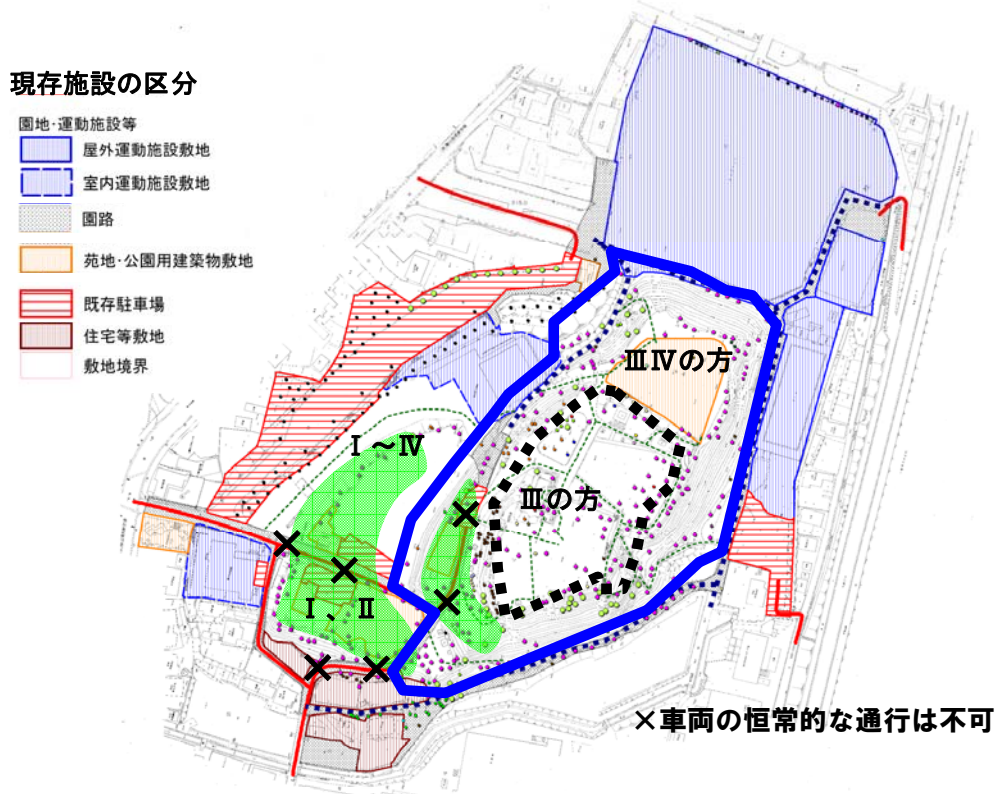 現存施設の区分
園地・運動施設等
屋外運動施設敷地
室内運動施設敷地
園路
苑地・公園用建築物敷地
既存駐車場
住宅等敷地
敷地境界
ⅢⅣの方
Ⅰ～Ⅳ
Ⅲの方
Ⅰ、Ⅱ
×車両の恒常的な通行は不可